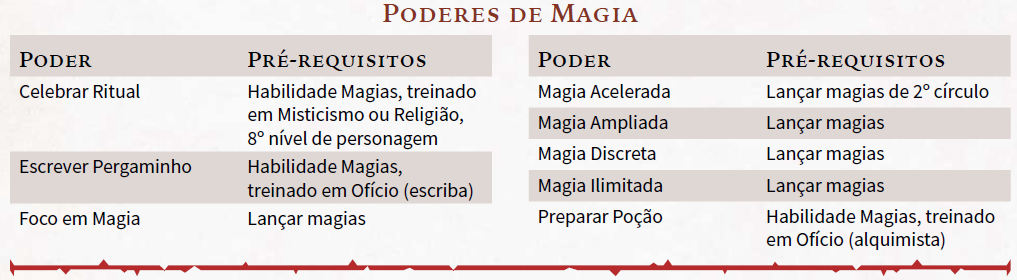 PODERES DE MAGIA
PODER PRÉ-REQUISITOS
Celebrar Ritual Habilidade Magias, treinado
em Misticismo ou Religião,
8º nível de personagem
Escrever Pergaminho Habilidade Magias,
treinado em Ofício (escriba)
Foco em Magia Lançar magias
PODER PRÉ-REQUISITOS
Magia Acelerada Lançar magias de 2º círculo
Magia Ampliada Lançar magias
Magia Discreta Lançar magias
Magia Ilimitada Lançar magias
Preparar Poção Habilidade Magias, treinado
em Ofício (alquimista)